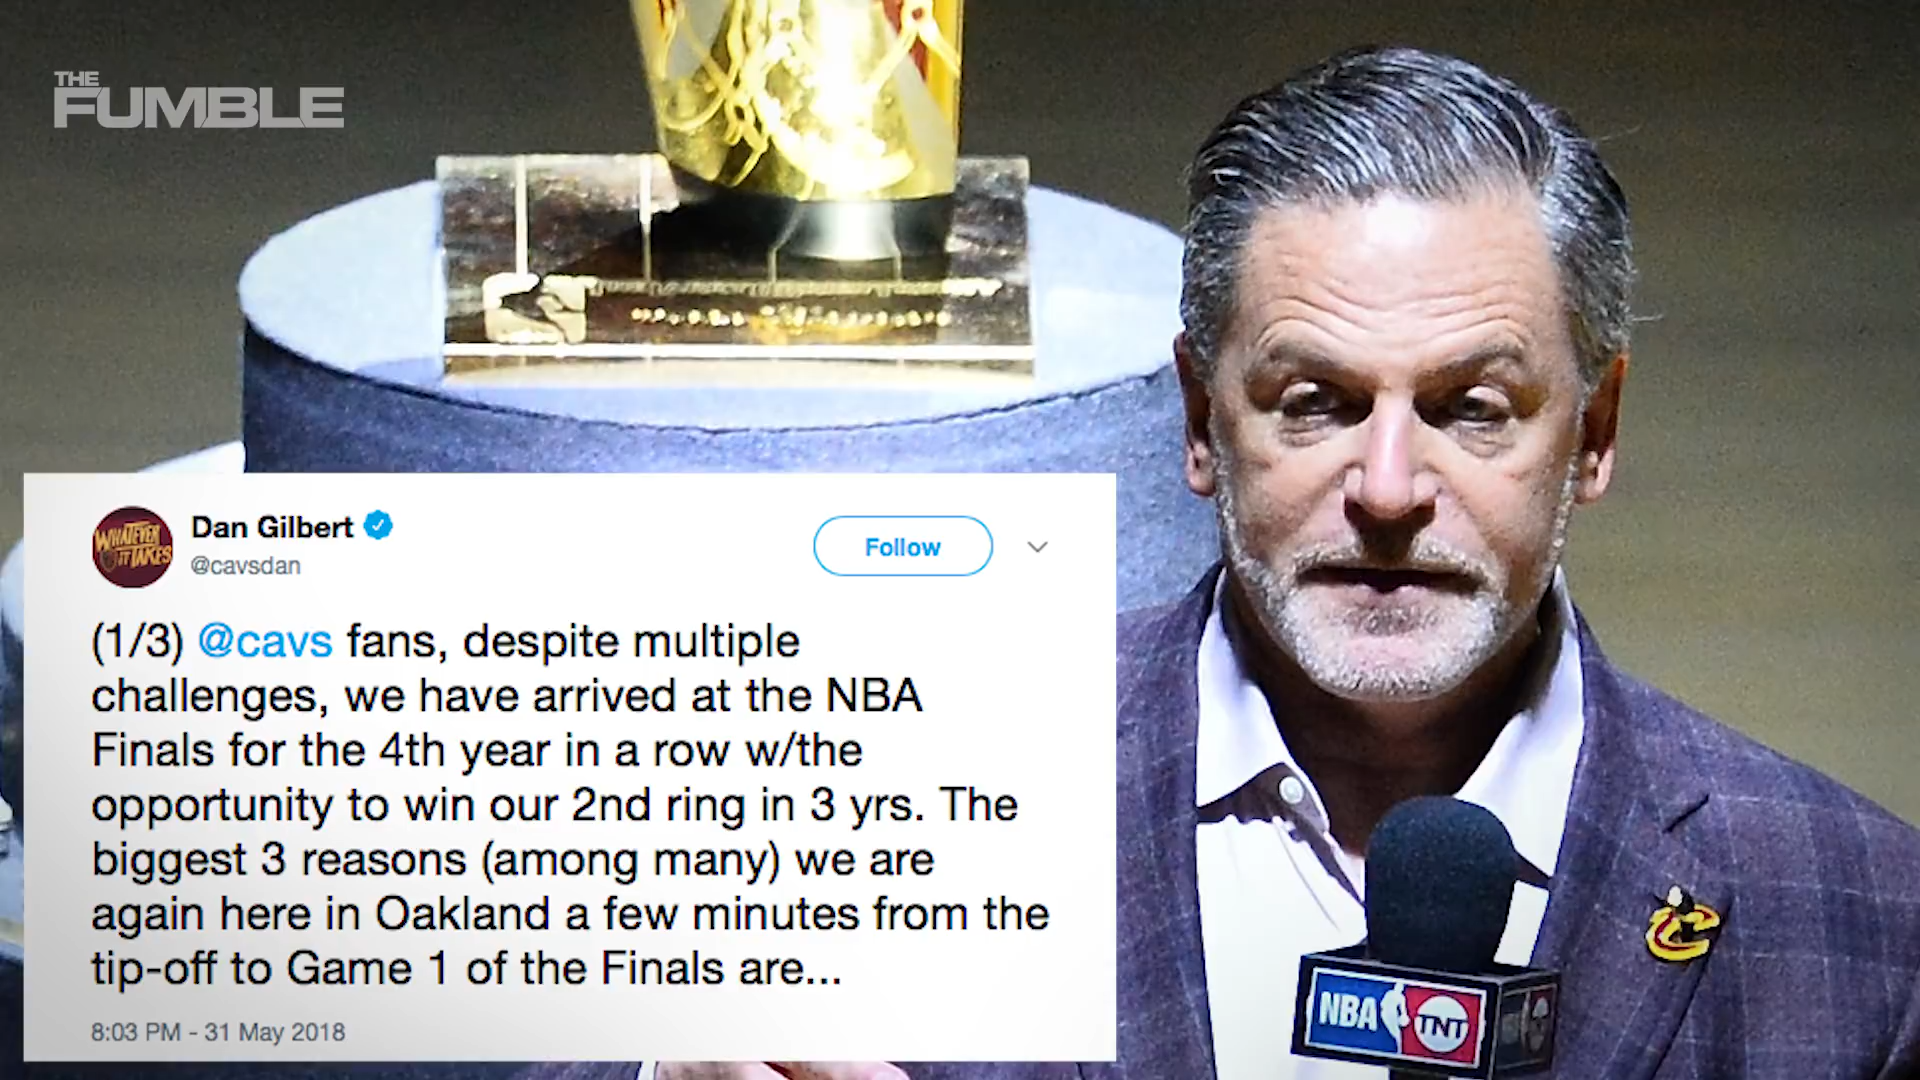 THE
FUMBLE
WHATEVER
IT TAKES
Dan Gilbert
@cavsdan
Follow
(1/3) @cavs fans, despite multiple
challenges, we have arrived at the NBA
Finals for the 4th year in a row w/the
opportunity to win our 2nd ring in 3 yrs. The
biggest 3 reasons (among many) we are
again here in Oakland a few minutes from the
tip-off to Game 1 of the Finals are...
8:03 PM - 31 May 2018
NBA TNT
C